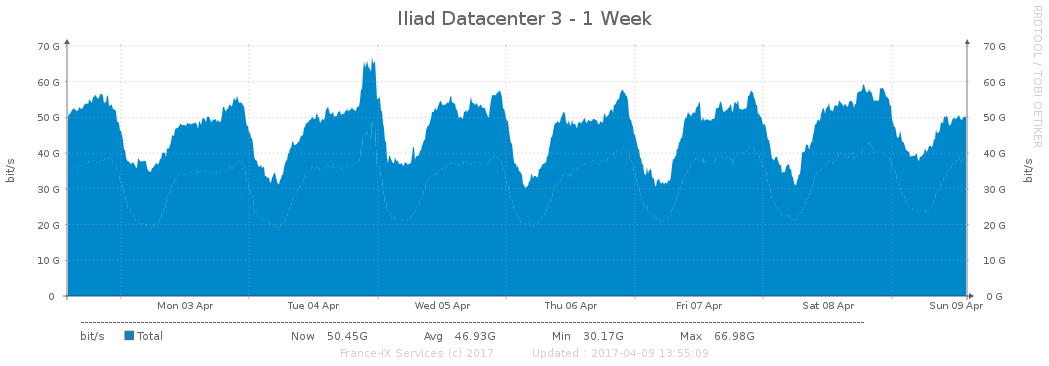 Iliad Datacenter 3 - 1 Week
RRDTOOL / TOBI OETIKER
70 G 70 G
60 G 60 G
50 G 50 G
40 G 40 G
30 G 30 G
20 G 20 G
10 G 10 G
0 0 G
bit/s
bit/s
Mon 03 Apr Tue 04 Apr Wed 05 Apr Thu 06 Apr Fri 07 Apr Sat 08 Apr Sun 09 Apr
bit/s Total Now 50.45G Avg 46.93G Min 30.17G Max 66.98G
France-IX Services (c) 2017 Updated : 2017-04-09 13:55:09